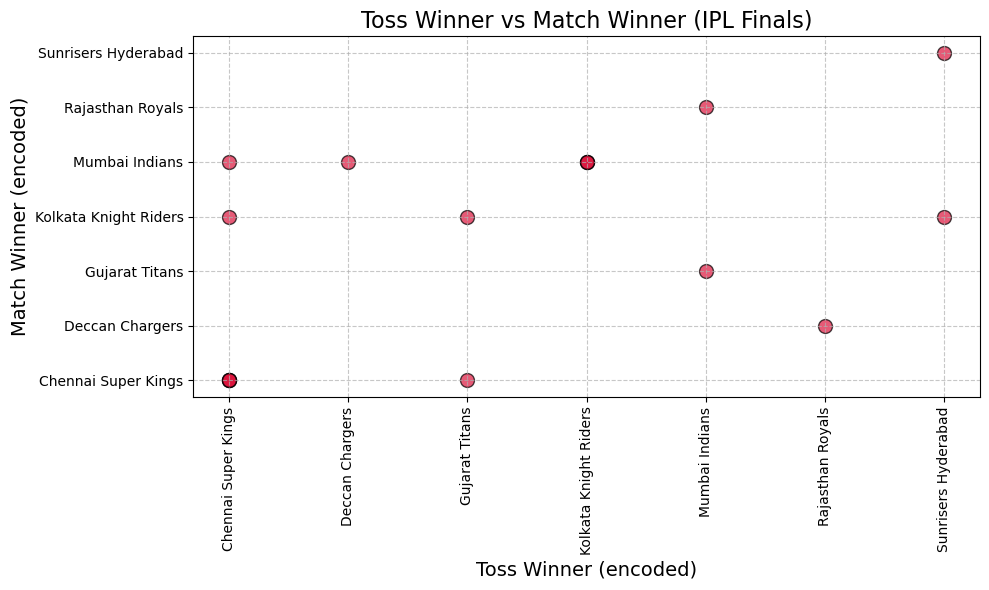 Toss Winner vs Match Winner (IPL Finals)
Match Winner (encoded)
Sunrisers Hyderabad
Rajasthan Royals
Mumbai Indians
Kolkata Knight Riders
Gujarat Titans
Deccan Chargers
Chennai Super Kings
Chennai Super Kings
Deccan Chargers
Gujarat Titans
Kolkata Knight Riders
Mumbai Indians
Rajasthan Royals
Sunrisers Hyderabad
Toss Winner (encoded)